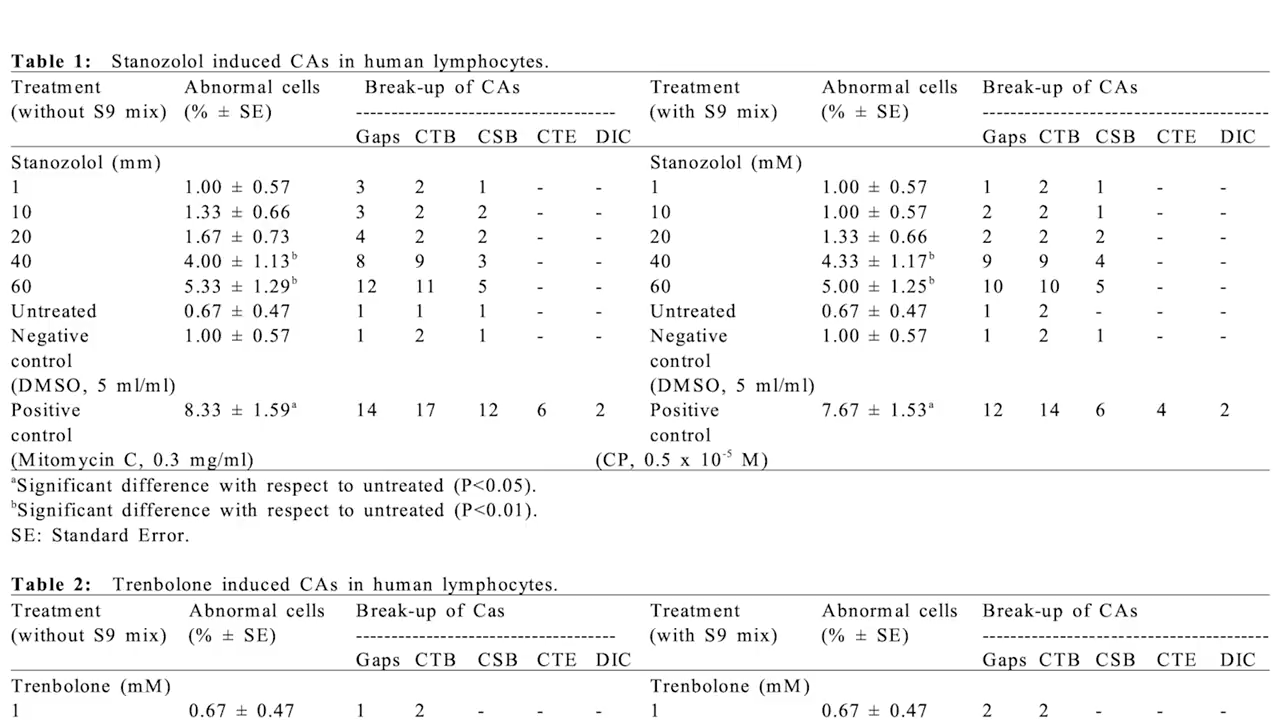 Table 1: Stanozolol induced CAs in human lymphocytes.
Treatment Abnormal cells Break-up of CAs Treatment Abnormal cells Break-up of CAs
(without S9 mix) (% ± SE) ------------------------------------- (with S9 mix) (% ± SE) ----------------------------------------
Gaps CTB CSB CTE DIC Gaps CTB CSB CTE DIC
Stanozolol (mm) Stanozolol (mM)
1 1.00 ± 0.57 3 2 1 - - 1 1.00 ± 0.57 1 2 1 - -
10 1.33 ± 0.66 3 2 2 - - 10 1.00 ± 0.57 2 2 1 - -
20 1.67 ± 0.73 4 2 2 - - 20 1.33 ± 0.66 2 2 2 - -
40 4.00 ± 1.13b 8 9 3 - - 40 4.33 ± 1.17b 9 9 4 - -
60 5.33 ± 1.29b 12 11 5 - - 60 5.00 ± 1.25b 10 10 5 - -
Untreated 0.67 ± 0.47 1 1 1 - - Untreated 0.67 ± 0.47 1 2 - - -
Negative 1.00 ± 0.57 1 2 1 - - Negative 1.00 ± 0.57 1 2 1 - -
control control
(DMSO, 5 ml/ml) (DMSO, 5 ml/ml)
Positive 8.33 ± 1.59a 14 17 12 6 2 Positive 7.67 ± 1.53a 12 14 6 4 2
control control
(Mitomycin C, 0.3 mg/ml) (CP, 0.5 x 10-5 M)
aSignificant difference with respect to untreated (P<0.05).
bSignificant difference with respect to untreated (P<0.01).
SE: Standard Error.
Table 2: Trenbolone induced CAs in human lymphocytes.
Treatment Abnormal cells Break-up of Cas Treatment Abnormal cells Break-up of CAs
(without S9 mix) (% ± SE) ------------------------------------- (with S9 mix) (% ± SE) ----------------------------------------
Gaps CTB CSB CTE DIC Gaps CTB CSB CTE DIC
Trenbolone (mM) Trenbolone (mM)
1 0.67 ± 0.47 1 2 - - - 1 0.67 ± 0.47 2 2 - - -